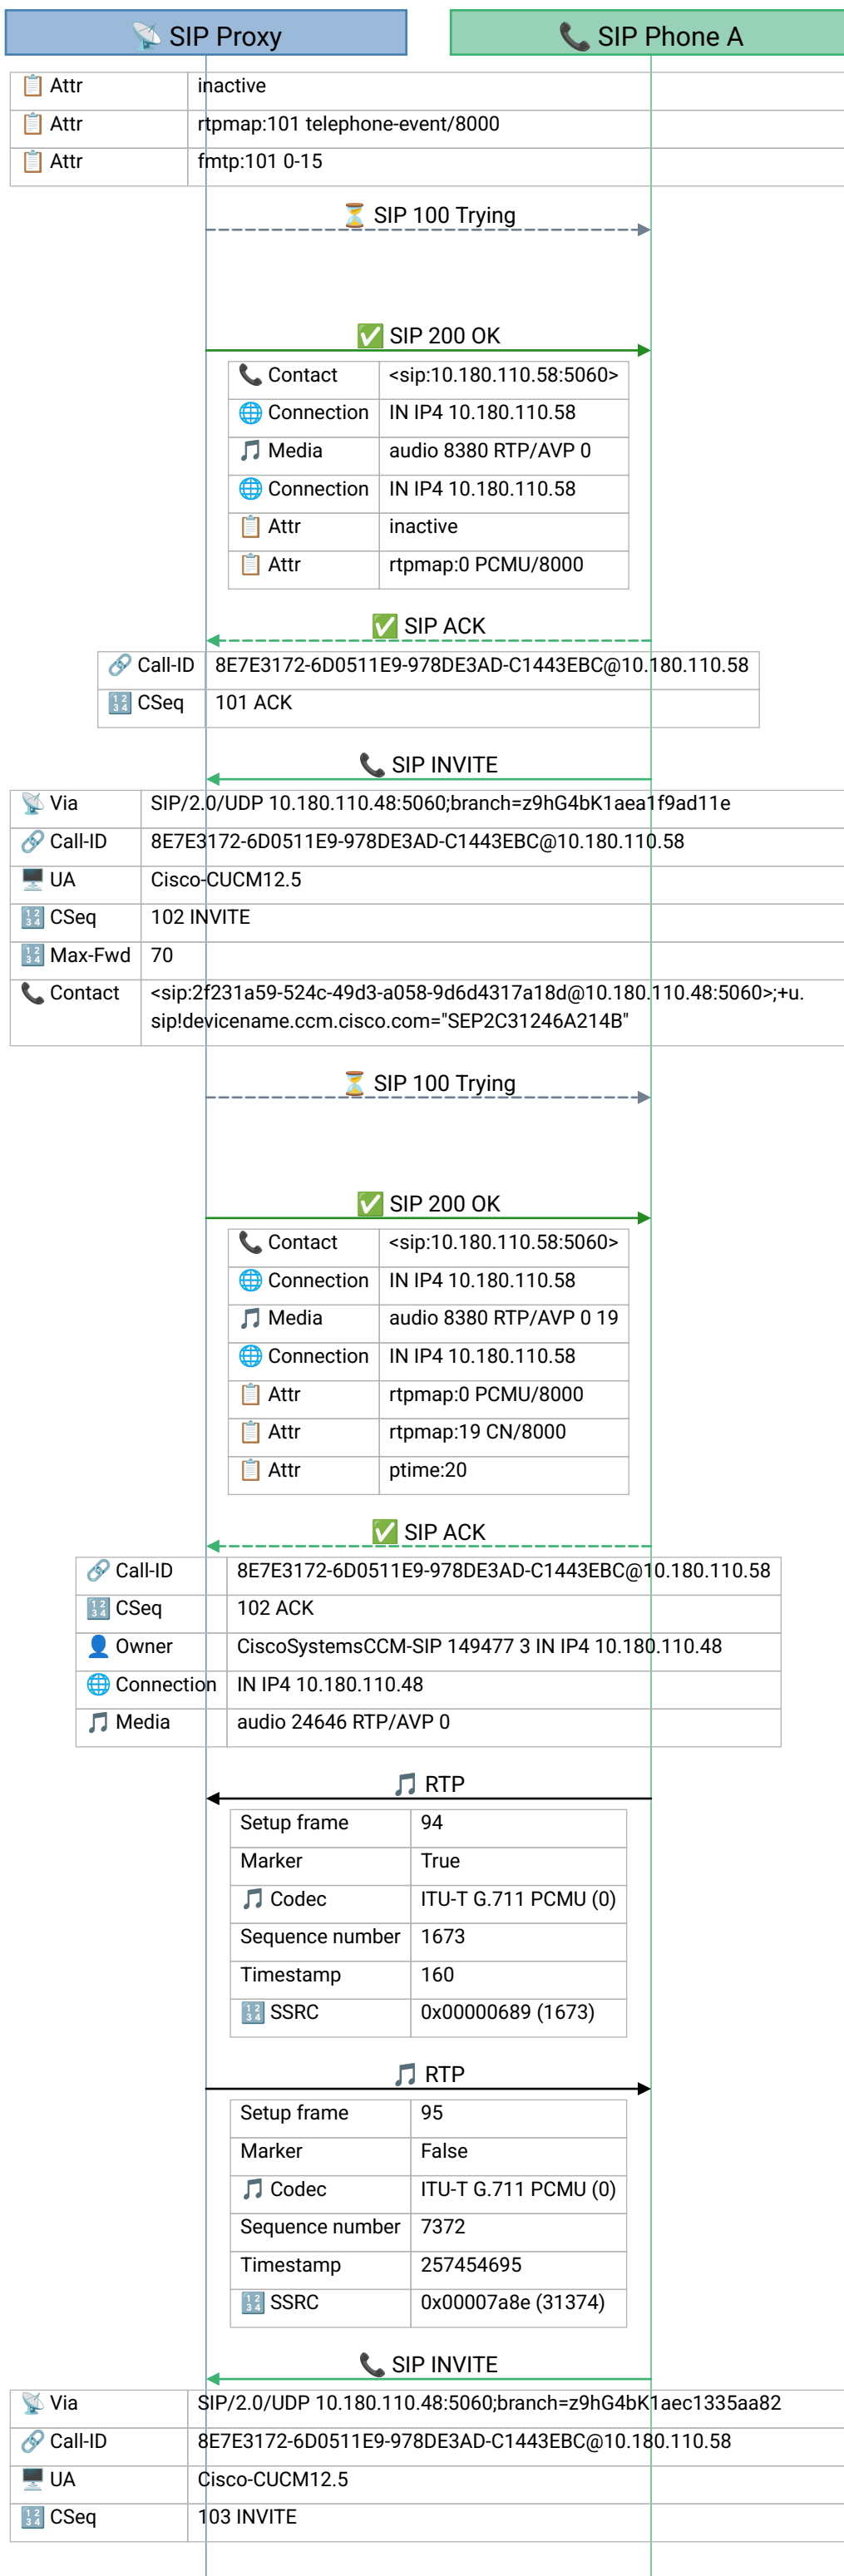 📡 SIP Proxy
📞 SIP Phone A
📋 Attr inactive
📋 Attr rtpmap:101 telephone-event/8000
📋 Attr fmtp:101 0-15
⏳ SIP 100 Trying
✅ SIP 200 OK
📞 Contact <sip:10.180.110.58:5060>
🌐 Connection IN IP4 10.180.110.58
🎵 Media audio 8380 RTP/AVP 0
🌐 Connection IN IP4 10.180.110.58
📋 Attr inactive
📋 Attr rtpmap:0 PCMU/8000
✅ SIP ACK
🔗 Call-ID 8E7E3172-6D0511E9-978DE3AD-C1443EBC@10.180.110.58
🔢 CSeq 101 ACK
📞 SIP INVITE
📡 Via SIP/2.0/UDP 10.180.110.48:5060;branch=z9hG4bK1aea1f9ad11e
🔗 Call-ID 8E7E3172-6D0511E9-978DE3AD-C1443EBC@10.180.110.58
🖥️ UA Cisco-CUCM12.5
🔢 CSeq 102 INVITE
🔢 Max-Fwd 70
📞 Contact <sip:2f231a59-524c-49d3-a058-9d6d4317a18d@10.180.110.48:5060>;+u.
sip!devicename.ccm.cisco.com="SEP2C31246A214B"
⏳ SIP 100 Trying
✅ SIP 200 OK
📞 Contact <sip:10.180.110.58:5060>
🌐 Connection IN IP4 10.180.110.58
🎵 Media audio 8380 RTP/AVP 0 19
🌐 Connection IN IP4 10.180.110.58
📋 Attr rtpmap:0 PCMU/8000
📋 Attr rtpmap:19 CN/8000
📋 Attr ptime:20
✅ SIP ACK
🔗 Call-ID 8E7E3172-6D0511E9-978DE3AD-C1443EBC@10.180.110.58
🔢 CSeq 102 ACK
👤 Owner CiscoSystemsCCM-SIP 149477 3 IN IP4 10.180.110.48
🌐 Connection IN IP4 10.180.110.48
🎵 Media audio 24646 RTP/AVP 0
🎵 RTP
Setup frame 94
Marker True
🎵 Codec ITU-T G.711 PCMU (0)
Sequence number 1673
Timestamp 160
🔢 SSRC 0x00000689 (1673)
🎵 RTP
Setup frame 95
Marker False
🎵 Codec ITU-T G.711 PCMU (0)
Sequence number 7372
Timestamp 257454695
🔢 SSRC 0x00007a8e (31374)
📞 SIP INVITE
📡 Via SIP/2.0/UDP 10.180.110.48:5060;branch=z9hG4bK1aec1335aa82
🔗 Call-ID 8E7E3172-6D0511E9-978DE3AD-C1443EBC@10.180.110.58
🖥️ UA Cisco-CUCM12.5
🔢 CSeq 103 INVITE